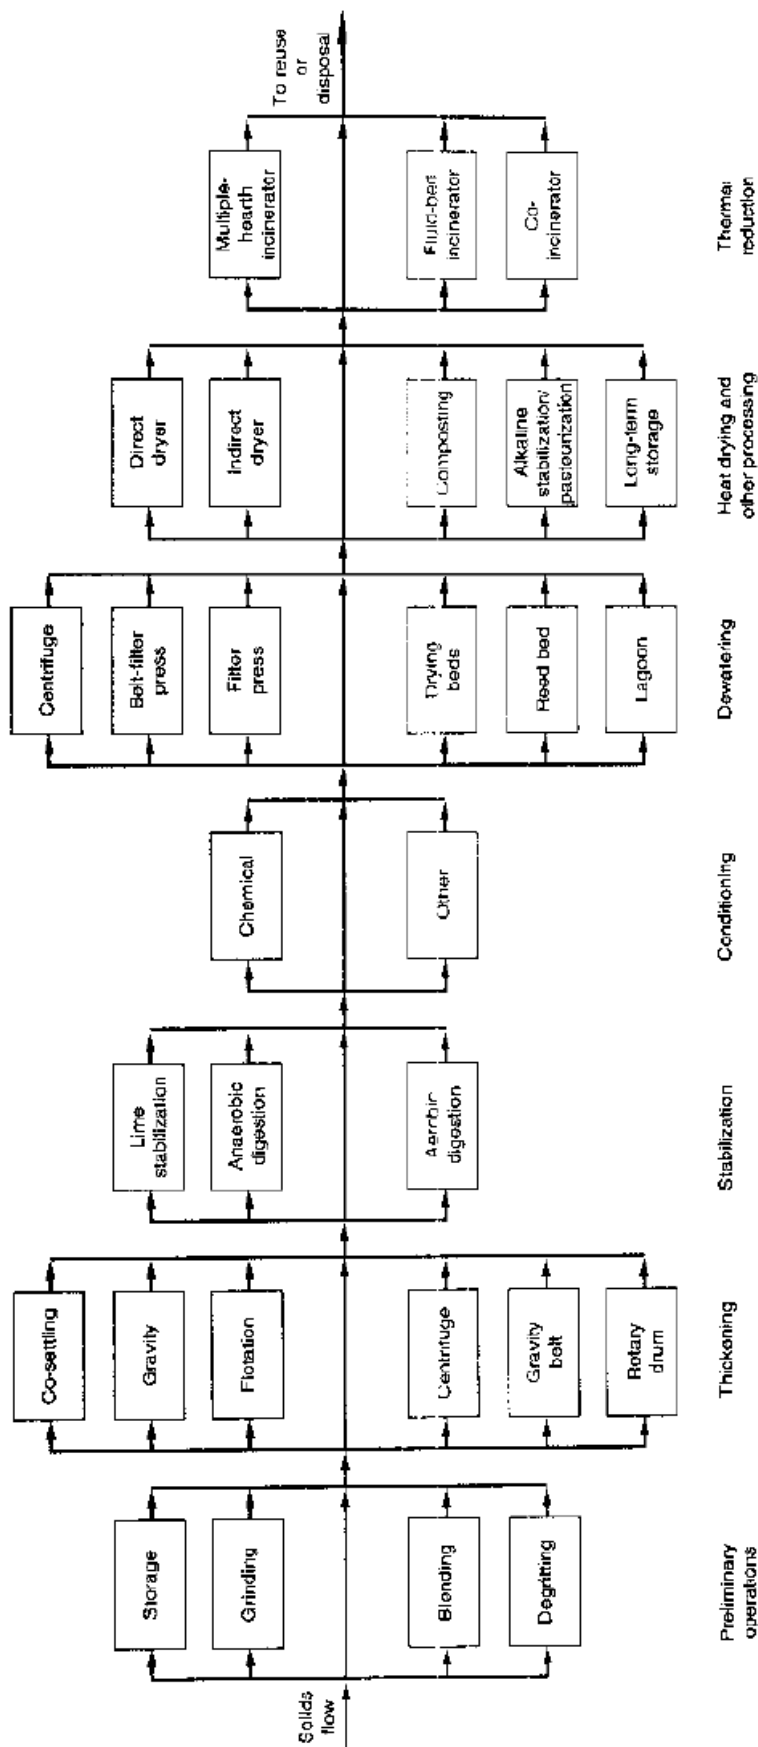 Solids
flow
Storage
Grinding
Blending
Degritting
Preliminary
operations
Co-settling
Gravity
Flotation
Centrifuge
Gravity
belt
Rotary
drum
Thickening
Lime
stabilization
Anaerobic
digestion
Aerobic
digestion
Stabilization
Chemical
Other
Conditioning
Centrifuge
Belt-filter
press
Filter
press
Drying
beds
Reed bed
Lagoon
Dewatering
Direct
dryer
Indirect
dryer
Composting
Alkaline
stabilization/
pasteurization
Long-term
storage
Heat drying and
other processing
Multiple-
hearth
incinerator
Fluid-bed
incinerator
Co-
incinerator
Thermal
reduction
To reuse
or
disposal